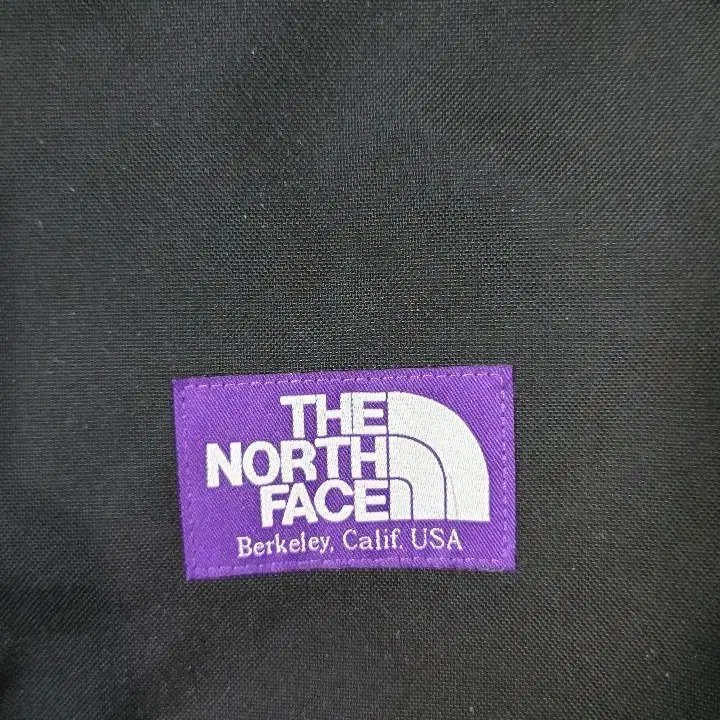 THE
NORTH
FACE
Berkeley, Calif. USA